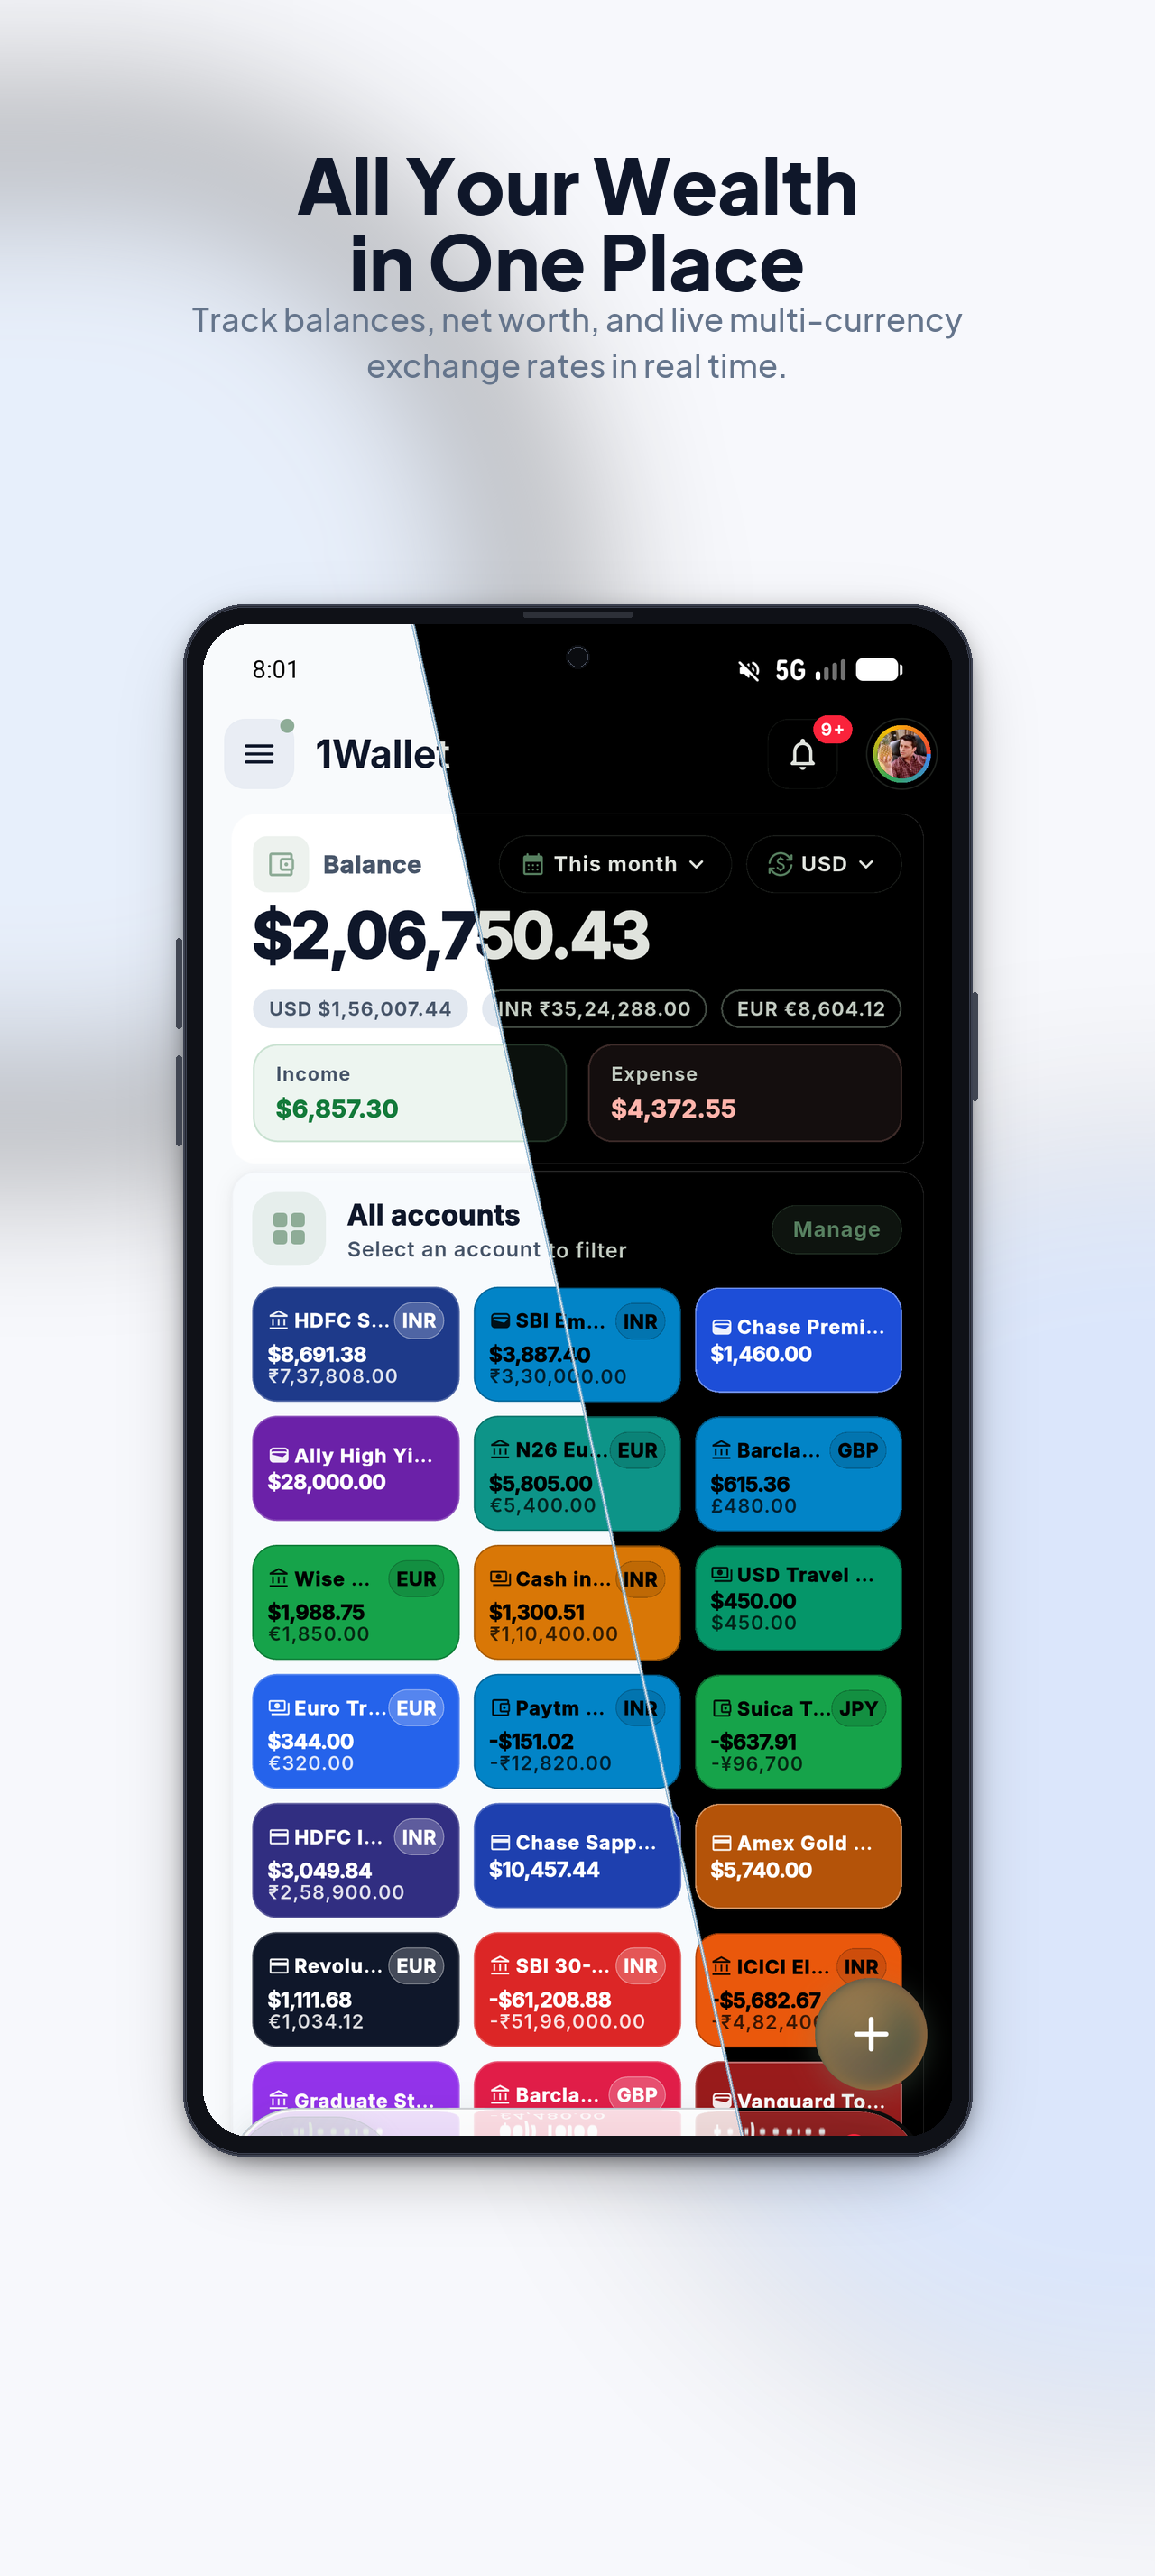 All Your Wealth
in One Place
Track balances, net worth, and live multi-currency
exchange rates in real time.
8:01
5G
1Wallet
9+
Balance
This month
USD
$2,06,750.43
USD $1,56,007.44
INR ₹35,24,288.00
EUR €8,604.12
Income
$6,857.30
Expense
$4,372.55
All accounts
Select an account to filter
Manage
HDFC S... INR
$8,691.38
₹7,37,808.00
SBI Em... INR
$3,887.40
₹3,30,000.00
Chase Premi...
$1,460.00
Ally High Yi...
$28,000.00
N26 Eu... EUR
$5,805.00
€5,400.00
Barcla... GBP
$615.36
£480.00
Wise ... EUR
$1,988.75
€1,850.00
Cash in... INR
$1,300.51
₹1,10,400.00
USD Travel ...
$450.00
$450.00
Euro Tr... EUR
$344.00
€320.00
Paytm ... INR
-$151.02
-₹12,820.00
Suica T... JPY
-$637.91
-¥96,700
HDFC I... INR
$3,049.84
₹2,58,900.00
Chase Sapp...
$10,457.44
Amex Gold ...
$5,740.00
Revolu... EUR
$1,111.68
€1,034.12
SBI 30-... INR
-$61,208.88
-₹51,96,000.00
ICICI El... INR
-$5,682.67
-₹4,82,400
Graduate St...
Barcla... GBP
Vanguard To...